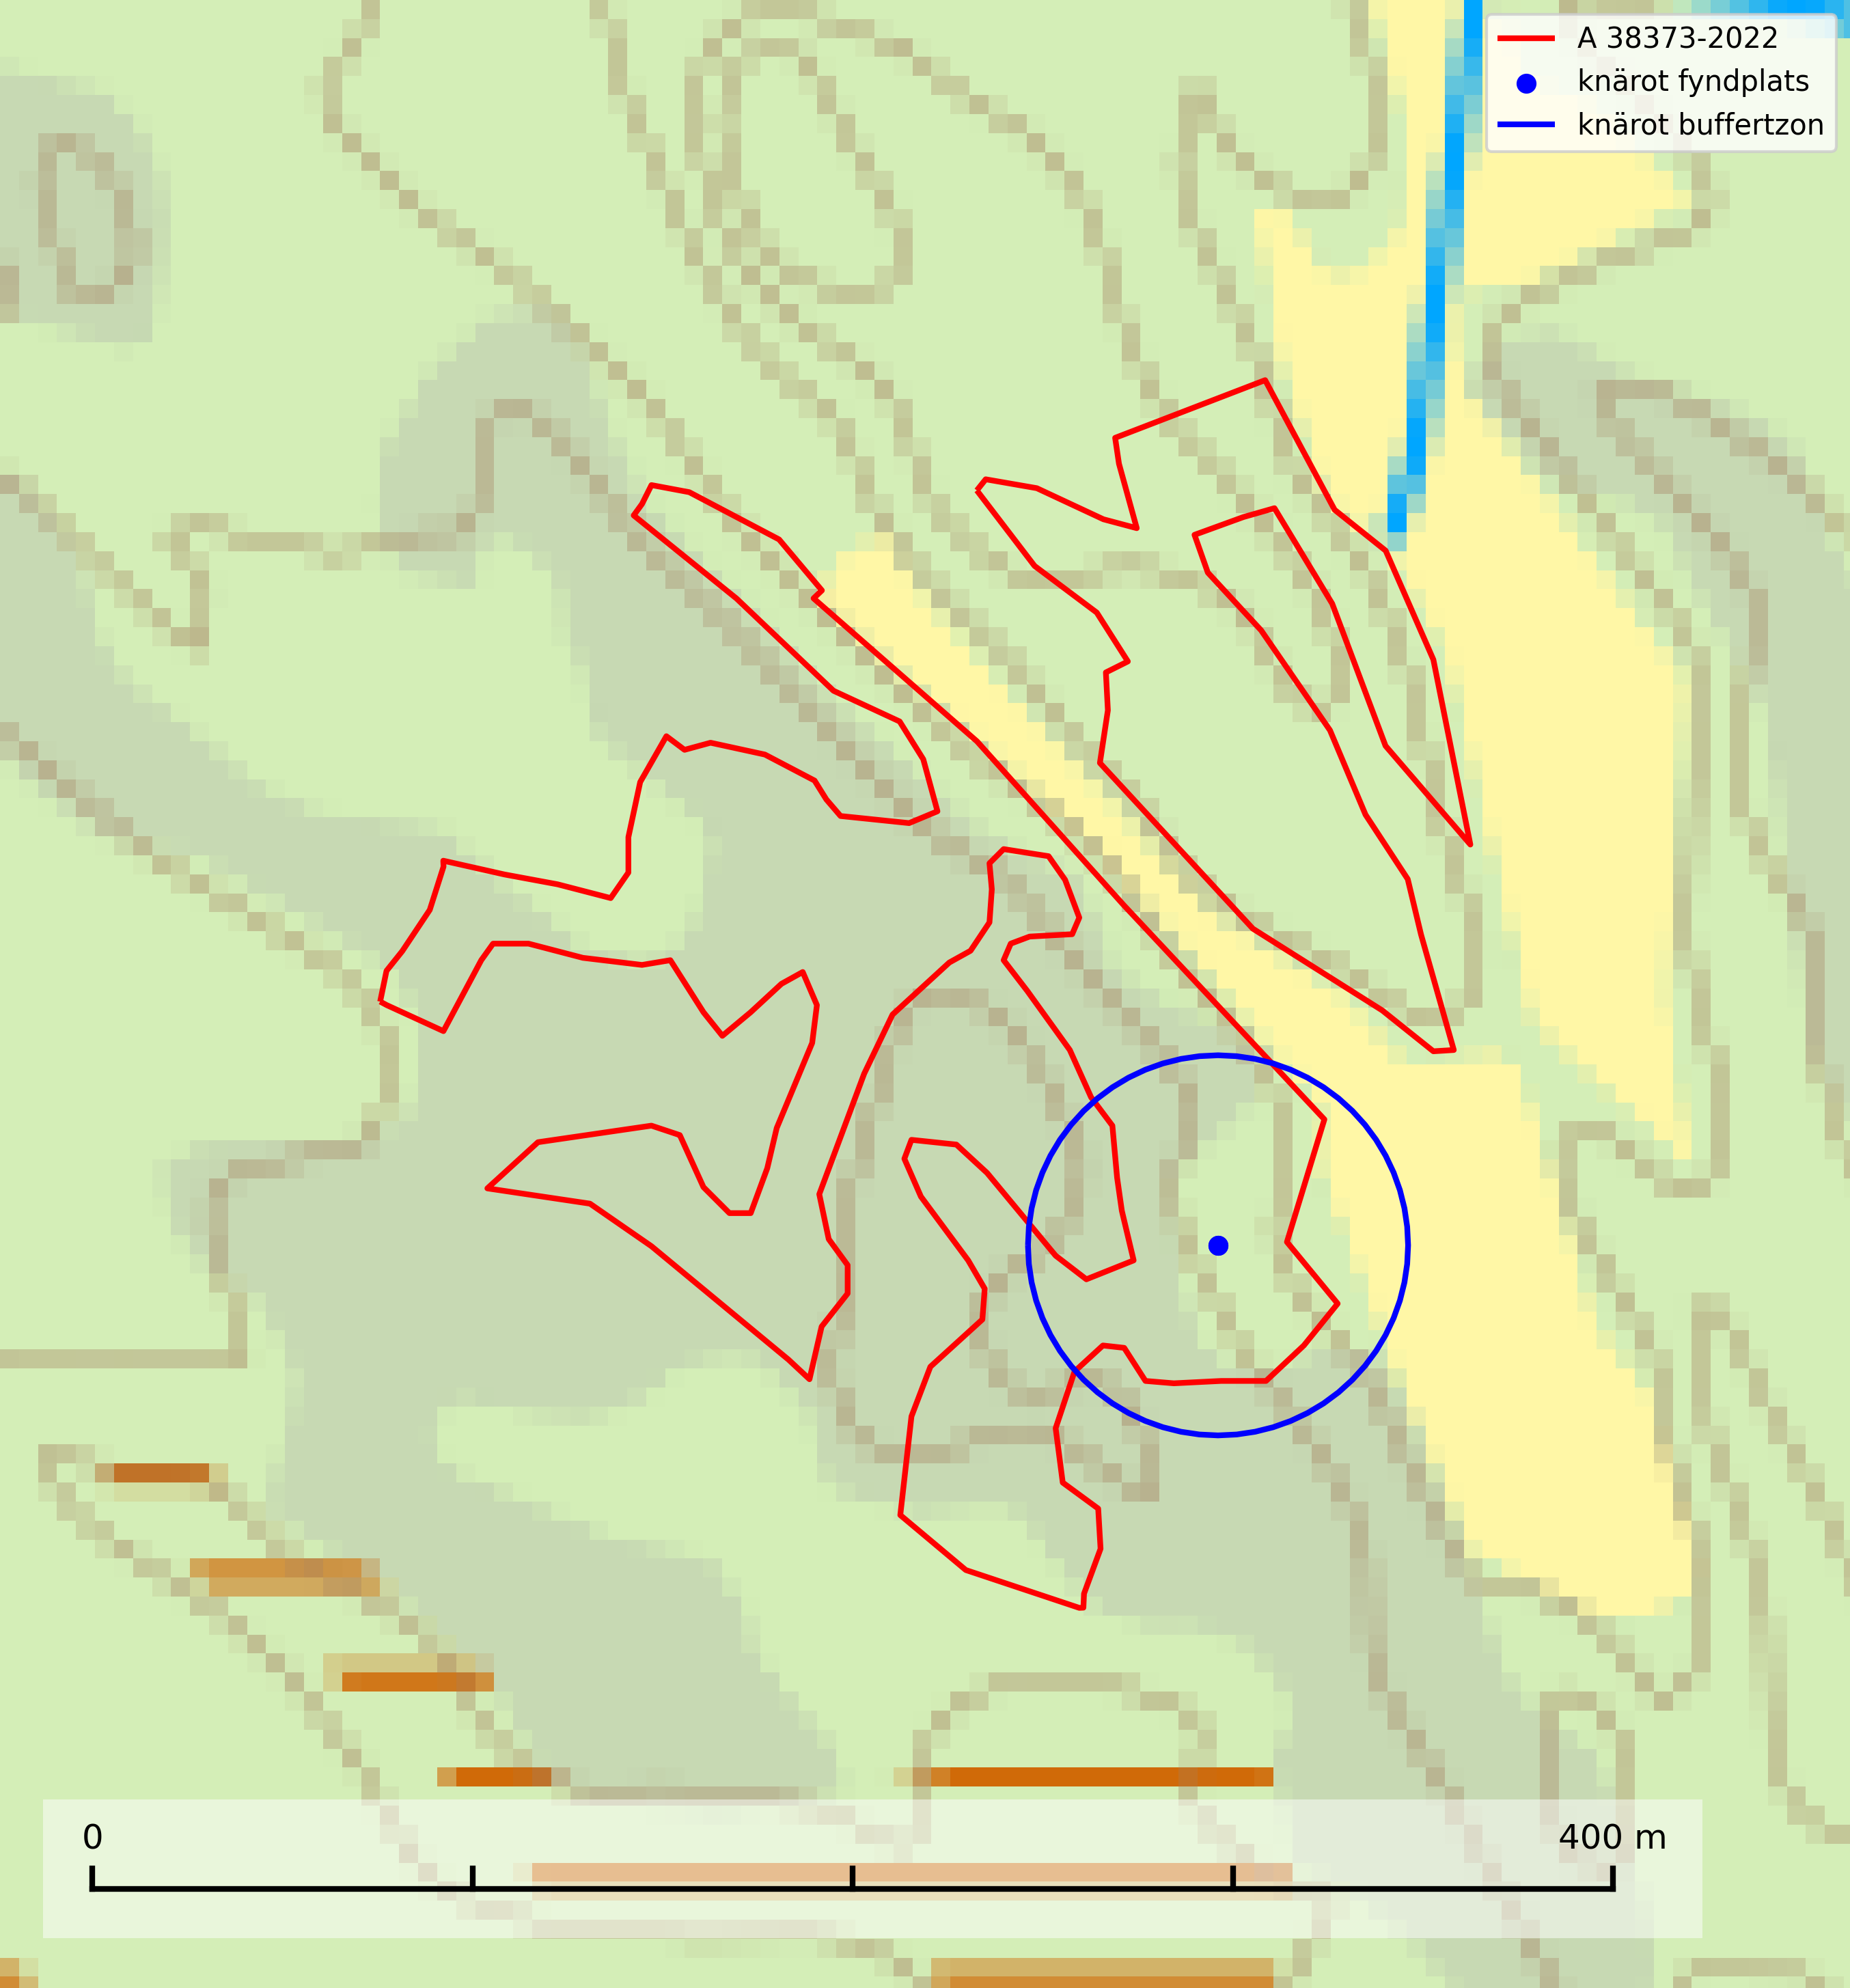 A 38373-2022
knärot fyndplats
knärot buffertzon
0
400 m